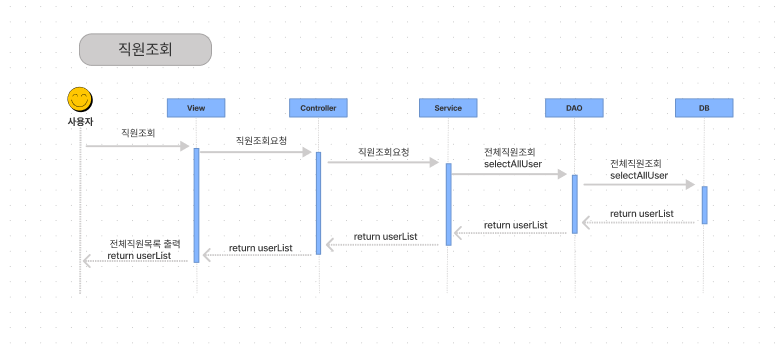 직원조회
사용자
View
Controller
Service
DAO
DB
직원조회
직원조회요청
직원조회요청
전체직원조회
selectAllUser
전체직원조회
selectAllUser
return userList
return userList
return userList
return userList
전체직원목록 출력
return userList